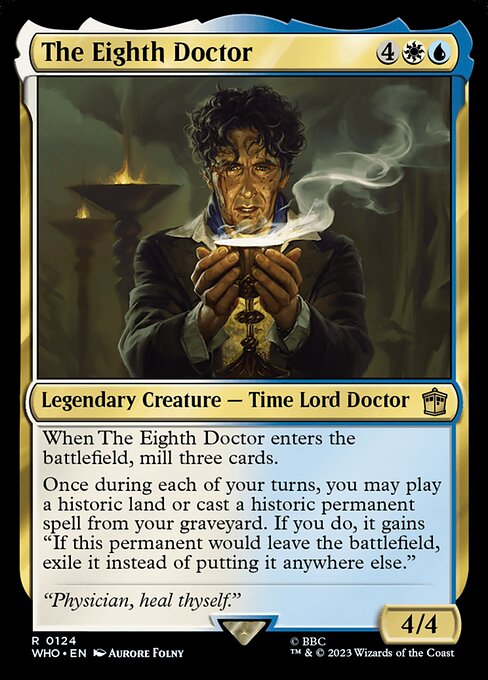 The Eighth Doctor 4
Legendary Creature — Time Lord Doctor
When The Eighth Doctor enters the
battlefield, mill three cards.
Once during each of your turns, you may play
a historic land or cast a historic permanent
spell from your graveyard. If you do, it gains
“If this permanent would leave the battlefield,
exile it instead of putting it anywhere else.”
“Physician, heal thyself.”
4/4
R 0124
WHO • EN Aurore Folny
© BBC
™ & © 2023 Wizards of the Coast